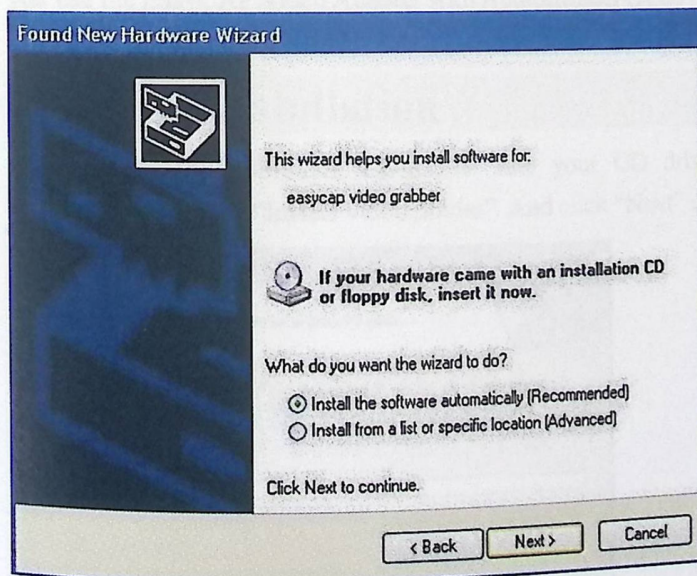 Found New Hardware Wizard
This wizard helps you install software for:
easycap video grabber
If your hardware came with an installation CD
or floppy disk, insert it now.
What do you want the wizard to do?
Install the software automatically (Recommended)
Install from a list or specific location (Advanced)
Click Next to continue.
< Back
Next >
Cancel